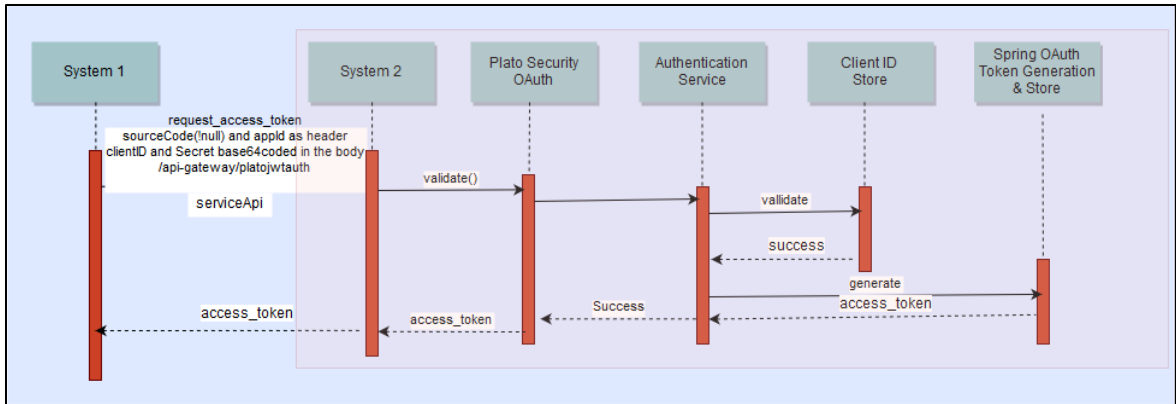 System 1
System 2
Plato Security
OAuth
Authentication
Service
Client ID
Store
Spring OAuth
Token Generation
& Store
request_access_token
sourceCode(!null) and appId as header
clientID and Secret base64coded in the body
/api-gateway/platojwtauth
serviceApi
validate()
vallidate
success
generate
access_token
Success
access_token
access_token